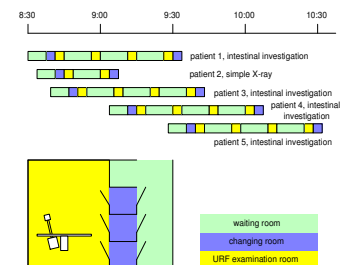 8:30 9:00 9:30 10:00 10:30
patient 1, intestinal investigation
patient 2, simple X-ray
patient 3, intestinal investigation
patient 4, intestinal
investigation
patient 5, intestinal investigation
waiting room
changing room
URF examination room